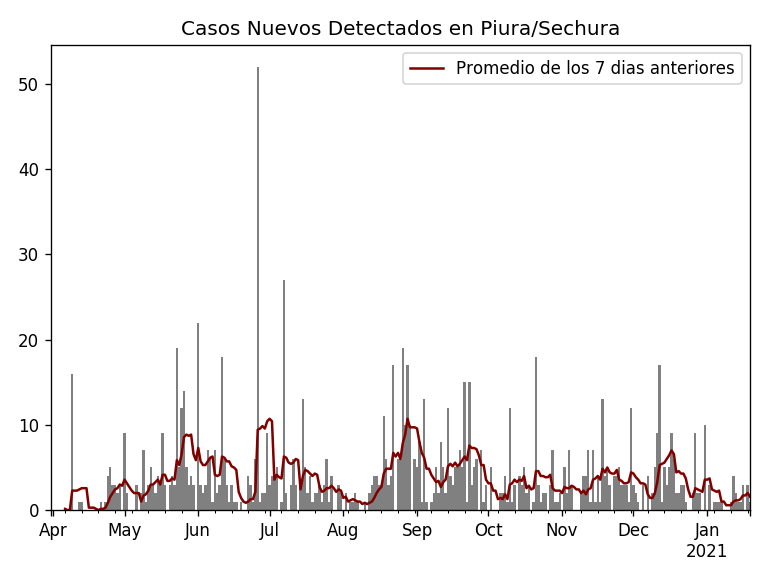 Casos Nuevos Detectados en Piura/Sechura
Promedio de los 7 dias anteriores
50
40
30
20
10
0
Apr May Jun Jul Aug Sep Oct Nov Dec Jan
2021